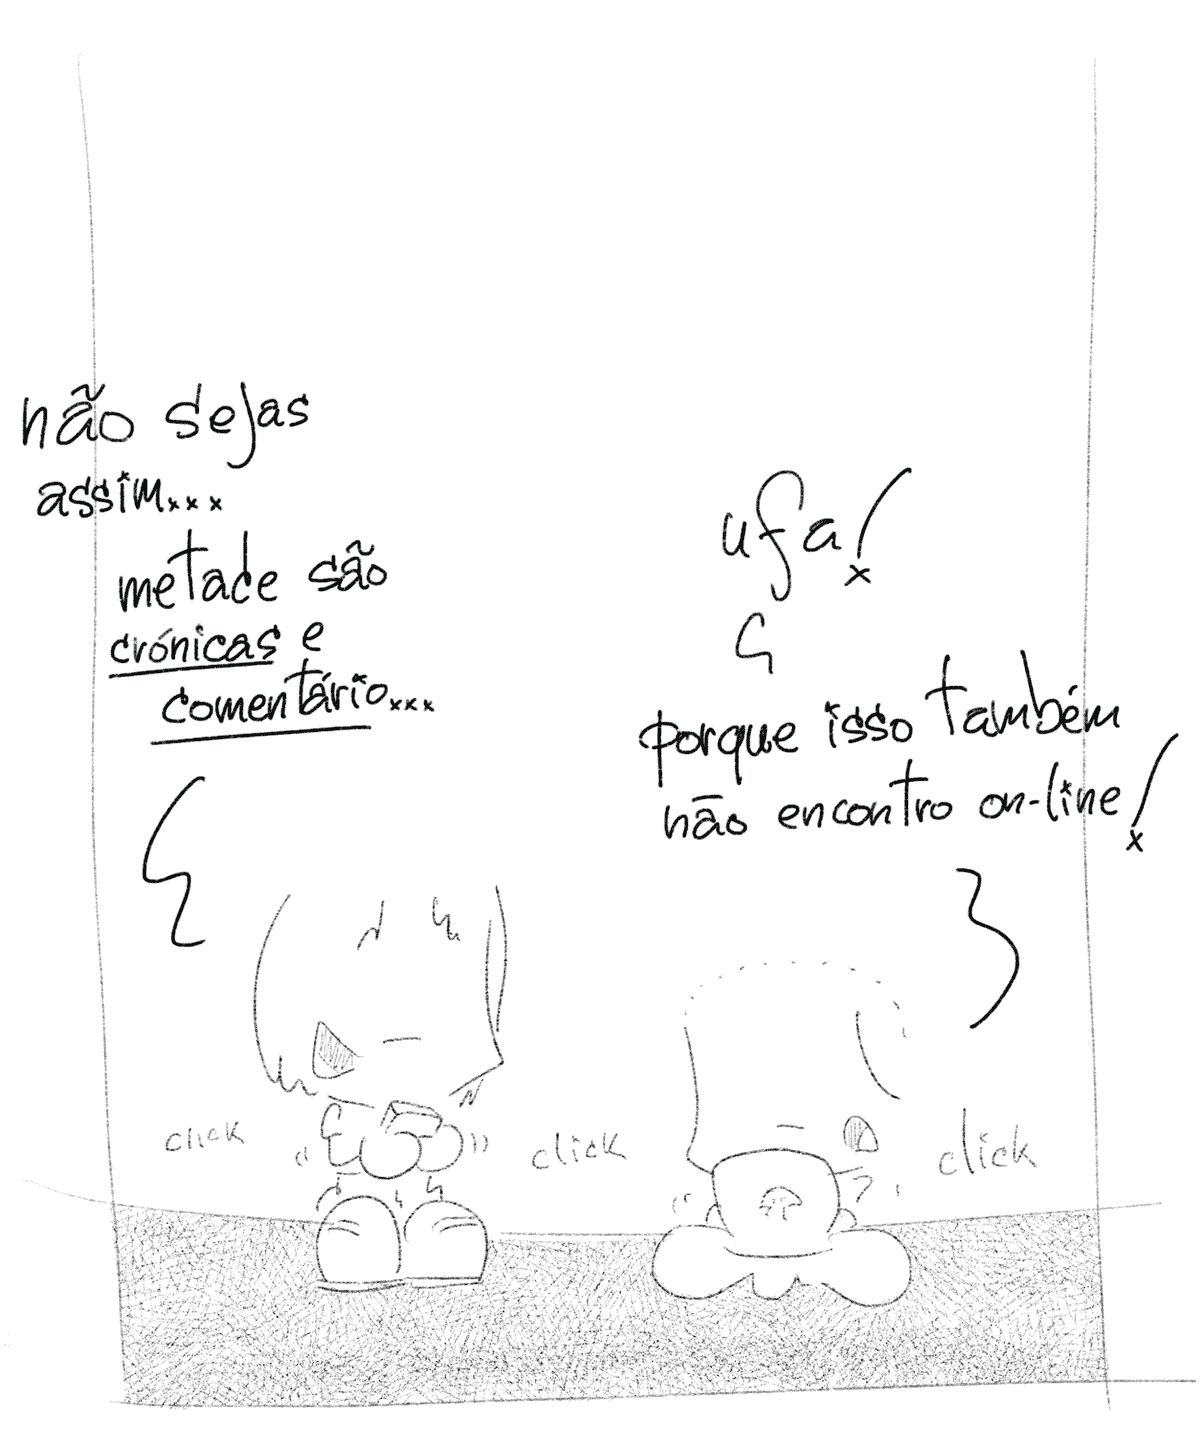 não sejas
assim...
metade são
crónicas e
comentário...
ufa!
porque isso também
não encontro on-line!
click
click
click